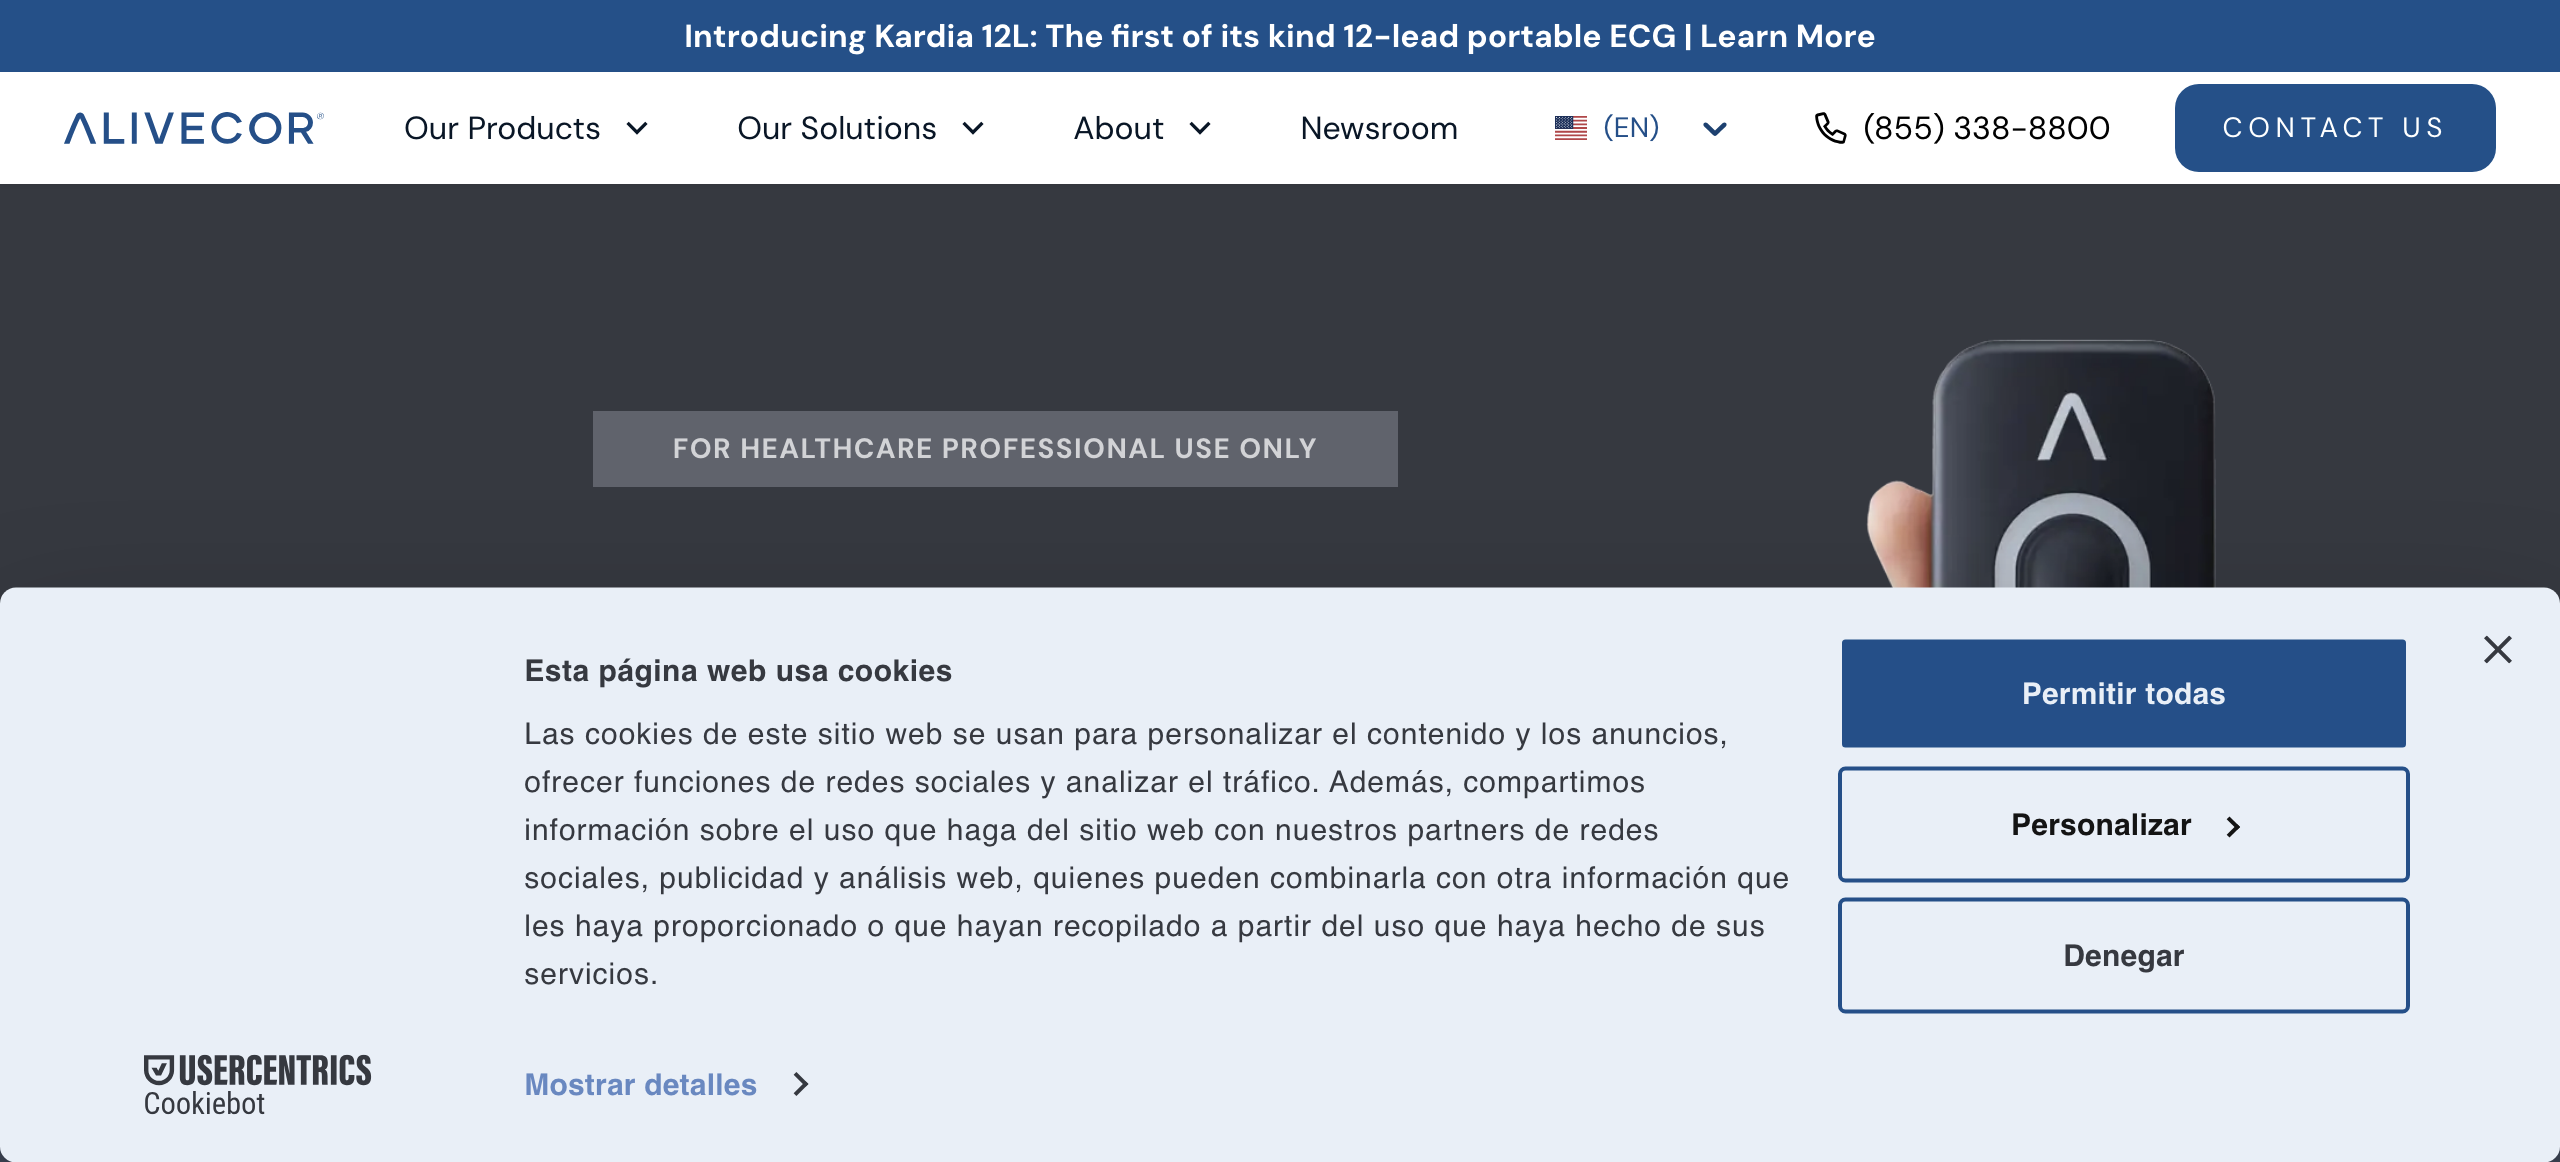 Introducing Kardia 12L: The first of its kind 12-lead portable ECG | Learn More
ALIVECOR®
Our Products
Our Solutions
About
Newsroom
(EN)
(855) 338-8800
CONTACT US
FOR HEALTHCARE PROFESSIONAL USE ONLY
Esta página web usa cookies
Las cookies de este sitio web se usan para personalizar el contenido y los anuncios,
ofrecer funciones de redes sociales y analizar el tráfico. Además, compartimos
información sobre el uso que haga del sitio web con nuestros partners de redes
sociales, publicidad y análisis web, quienes pueden combinarla con otra información que
les haya proporcionado o que hayan recopilado a partir del uso que haya hecho de sus
servicios.
Permitir todas
Personalizar
Denegar
Mostrar detalles
USERCENTRICS
Cookiebot